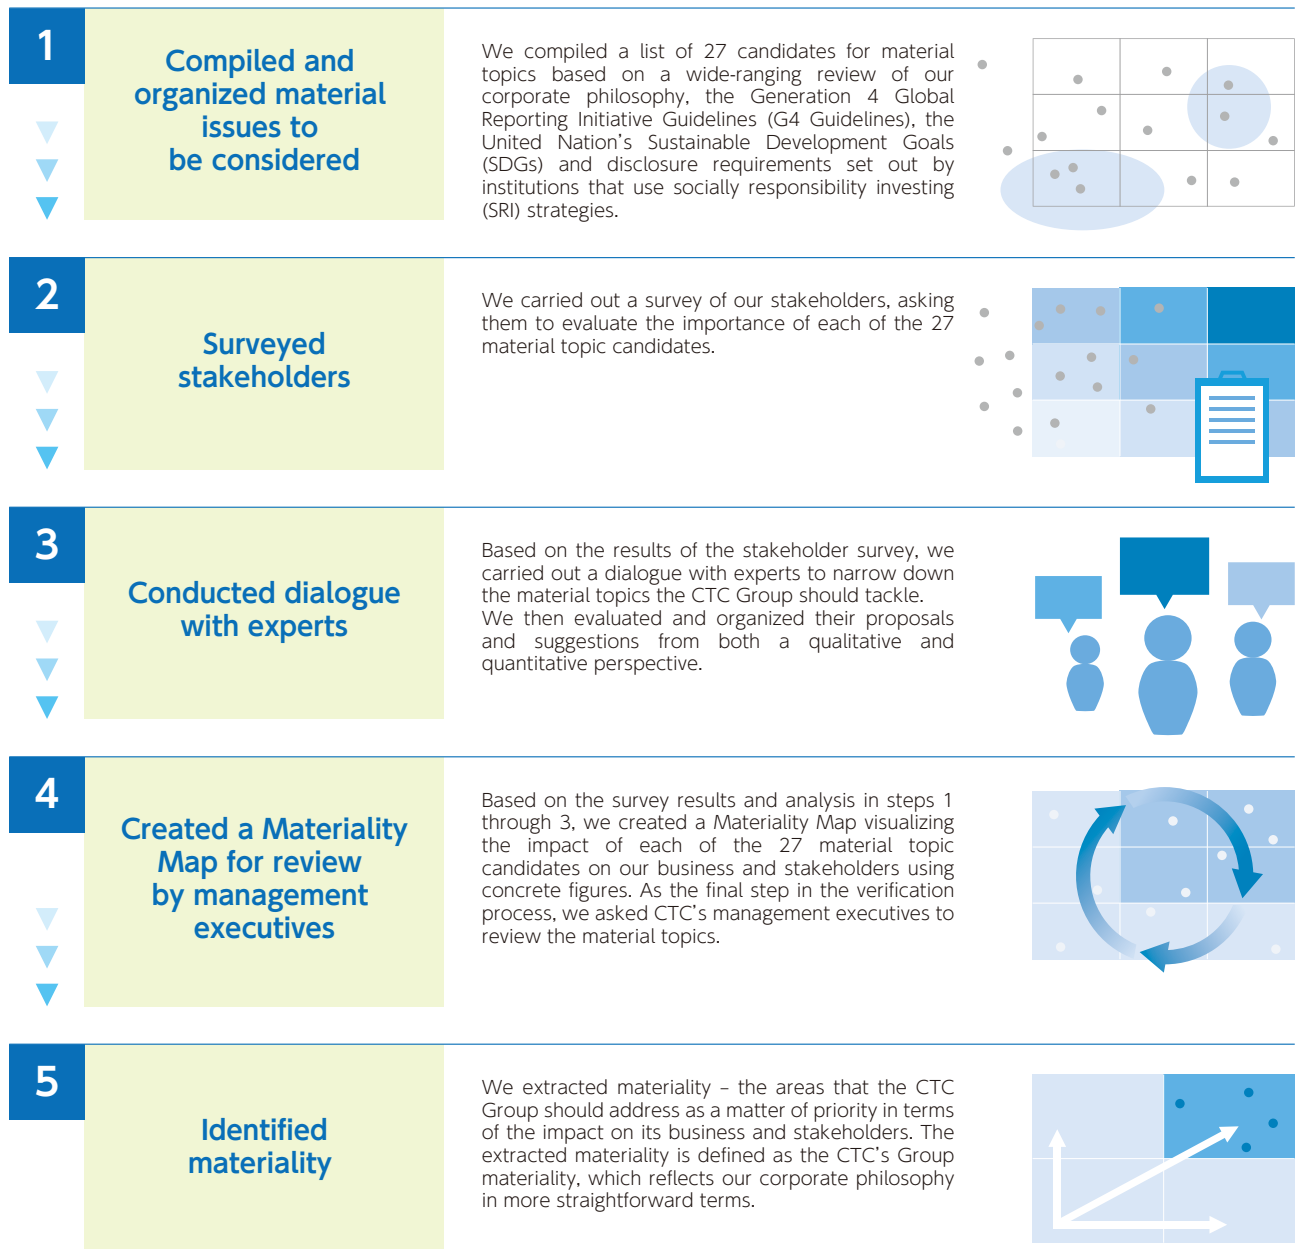 1
Compiled and
organized material
issues to
be considered
We compiled a list of 27 candidates for material
topics based on a wide-ranging review of our
corporate philosophy, the Generation 4 Global
Reporting Initiative Guidelines (G4 Guidelines), the
United Nation's Sustainable Development Goals
(SDGs) and disclosure requirements set out by
institutions that use socially responsibility investing
(SRI) strategies.
2
Surveyed
stakeholders
We carried out a survey of our stakeholders, asking
them to evaluate the importance of each of the 27
material topic candidates.
3
Conducted dialogue
with experts
Based on the results of the stakeholder survey, we
carried out a dialogue with experts to narrow down
the material topics the CTC Group should tackle.
We then evaluated and organized their proposals
and suggestions from both a qualitative and
quantitative perspective.
4
Created a Materiality
Map for review
by management
executives
Based on the survey results and analysis in steps 1
through 3, we created a Materiality Map visualizing
the impact of each of the 27 material topic
candidates on our business and stakeholders using
concrete figures. As the final step in the verification
process, we asked CTC's management executives to
review the material topics.
5
Identified
materiality
We extracted materiality – the areas that the CTC
Group should address as a matter of priority in terms
of the impact on its business and stakeholders. The
extracted materiality is defined as the CTC's Group
materiality, which reflects our corporate philosophy
in more straightforward terms.